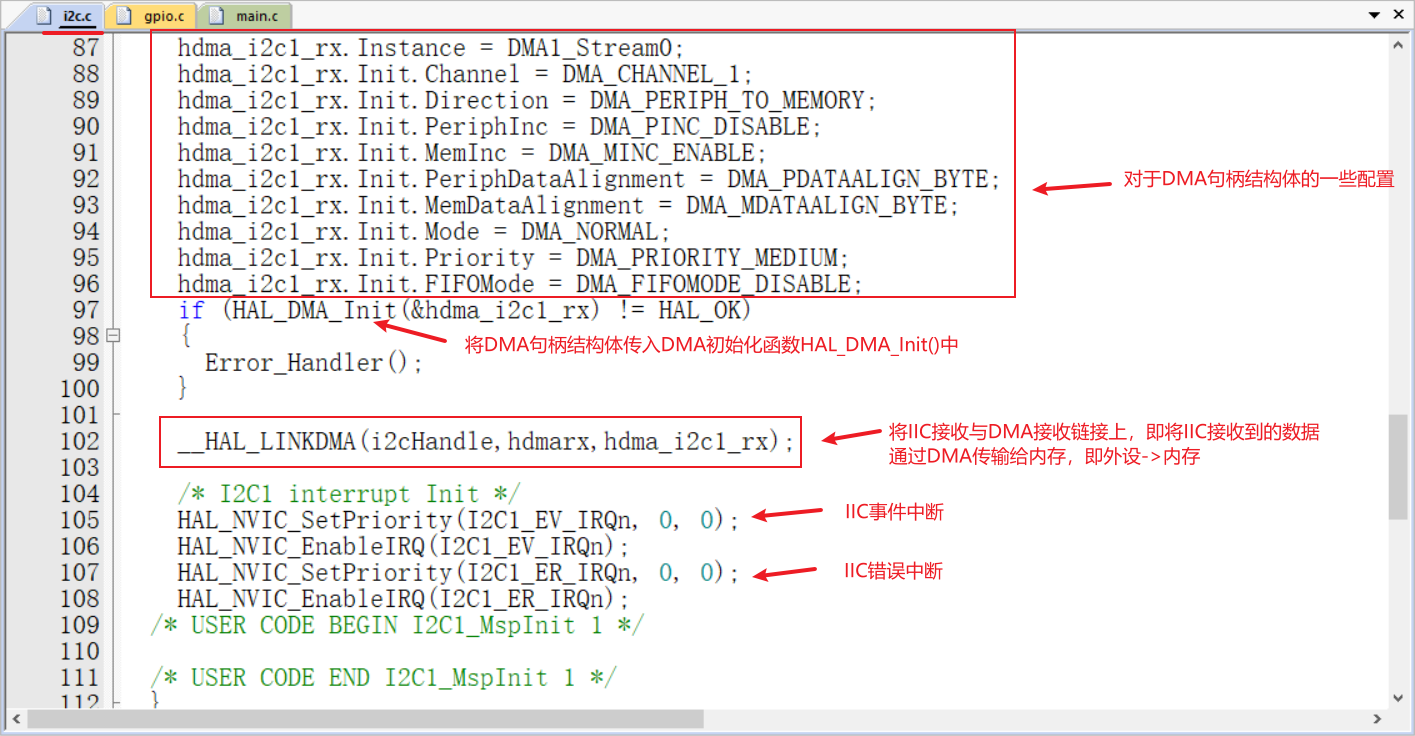 i2c.c gpio.c main.c
87 hdma_i2c1_rx.Instance = DMA1_Stream0;
88 hdma_i2c1_rx.Init.Channel = DMA_CHANNEL_1;
89 hdma_i2c1_rx.Init.Direction = DMA_PERIPH_TO_MEMORY;
90 hdma_i2c1_rx.Init.PeriphInc = DMA_PINC_DISABLE;
91 hdma_i2c1_rx.Init.MemInc = DMA_MINC_ENABLE;
92 hdma_i2c1_rx.Init.PeriphDataAlignment = DMA_PDATAALIGN_BYTE; 对于DMA句柄结构体的一些配置
93 hdma_i2c1_rx.Init.MemDataAlignment = DMA_MDATAALIGN_BYTE;
94 hdma_i2c1_rx.Init.Mode = DMA_NORMAL;
95 hdma_i2c1_rx.Init.Priority = DMA_PRIORITY_MEDIUM;
96 hdma_i2c1_rx.Init.FIFOMode = DMA_FIFOMODE_DISABLE;
97 if (HAL_DMA_Init(&hdma_i2c1_rx) != HAL_OK)
98 {
将DMA句柄结构体传入DMA初始化函数HAL_DMA_Init()中
99 Error_Handler();
100 }
101
102 __HAL_LINKDMA(i2cHandle,hdmarx,hdma_i2c1_rx);
将IIC接收与DMA接收链接上，即将IIC接收到的数据
通过DMA传输给内存，即外设->内存
103
104 /* I2C1 interrupt Init */
105 HAL_NVIC_SetPriority(I2C1_EV_IRQn, 0, 0); IIC事件中断
106 HAL_NVIC_EnableIRQ(I2C1_EV_IRQn);
107 HAL_NVIC_SetPriority(I2C1_ER_IRQn, 0, 0); IIC错误中断
108 HAL_NVIC_EnableIRQ(I2C1_ER_IRQn);
109 /* USER CODE BEGIN I2C1_MspInit 1 */
110
111 /* USER CODE END I2C1_MspInit 1 */
112 }